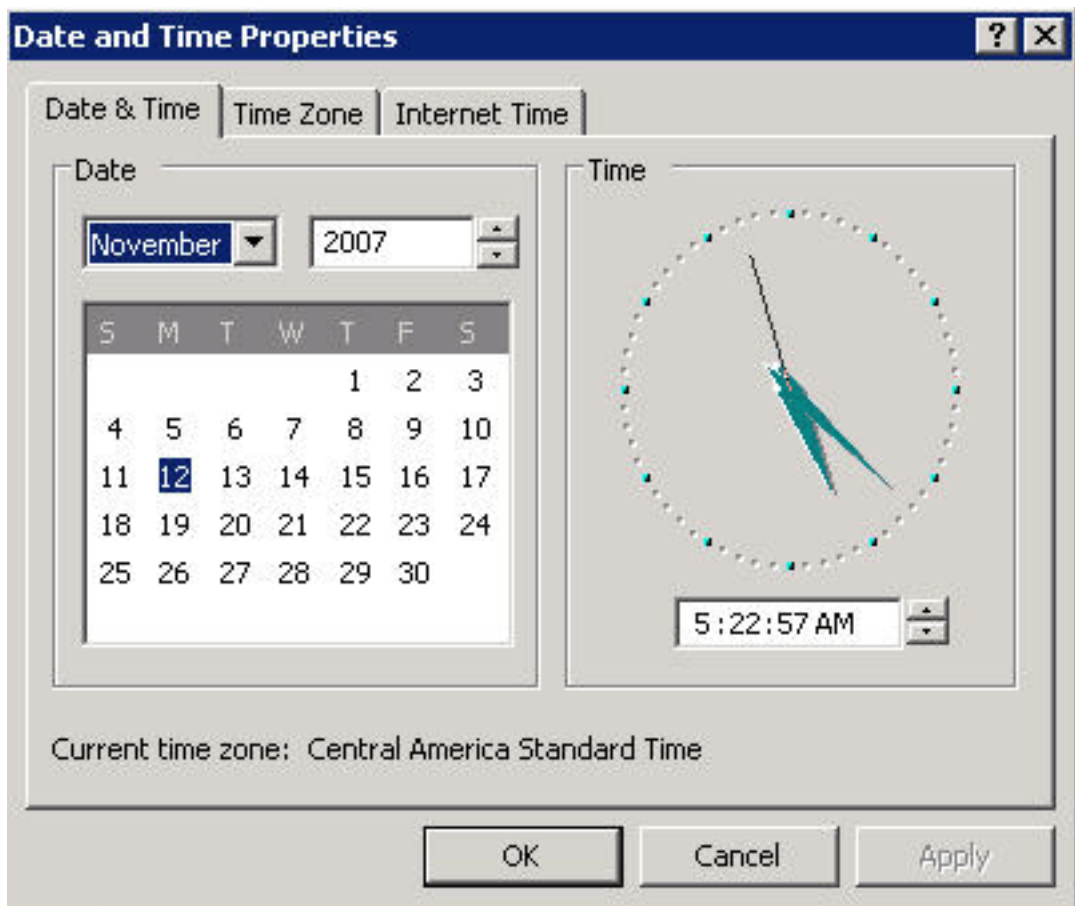 Date and Time Properties
Date & Time Time Zone Internet Time
Date
November 2007
S M T W T F S
1 2 3
4 5 6 7 8 9 10
11 12 13 14 15 16 17
18 19 20 21 22 23 24
25 26 27 28 29 30
Time
5:22:57 AM
Current time zone: Central America Standard Time
OK Cancel Apply